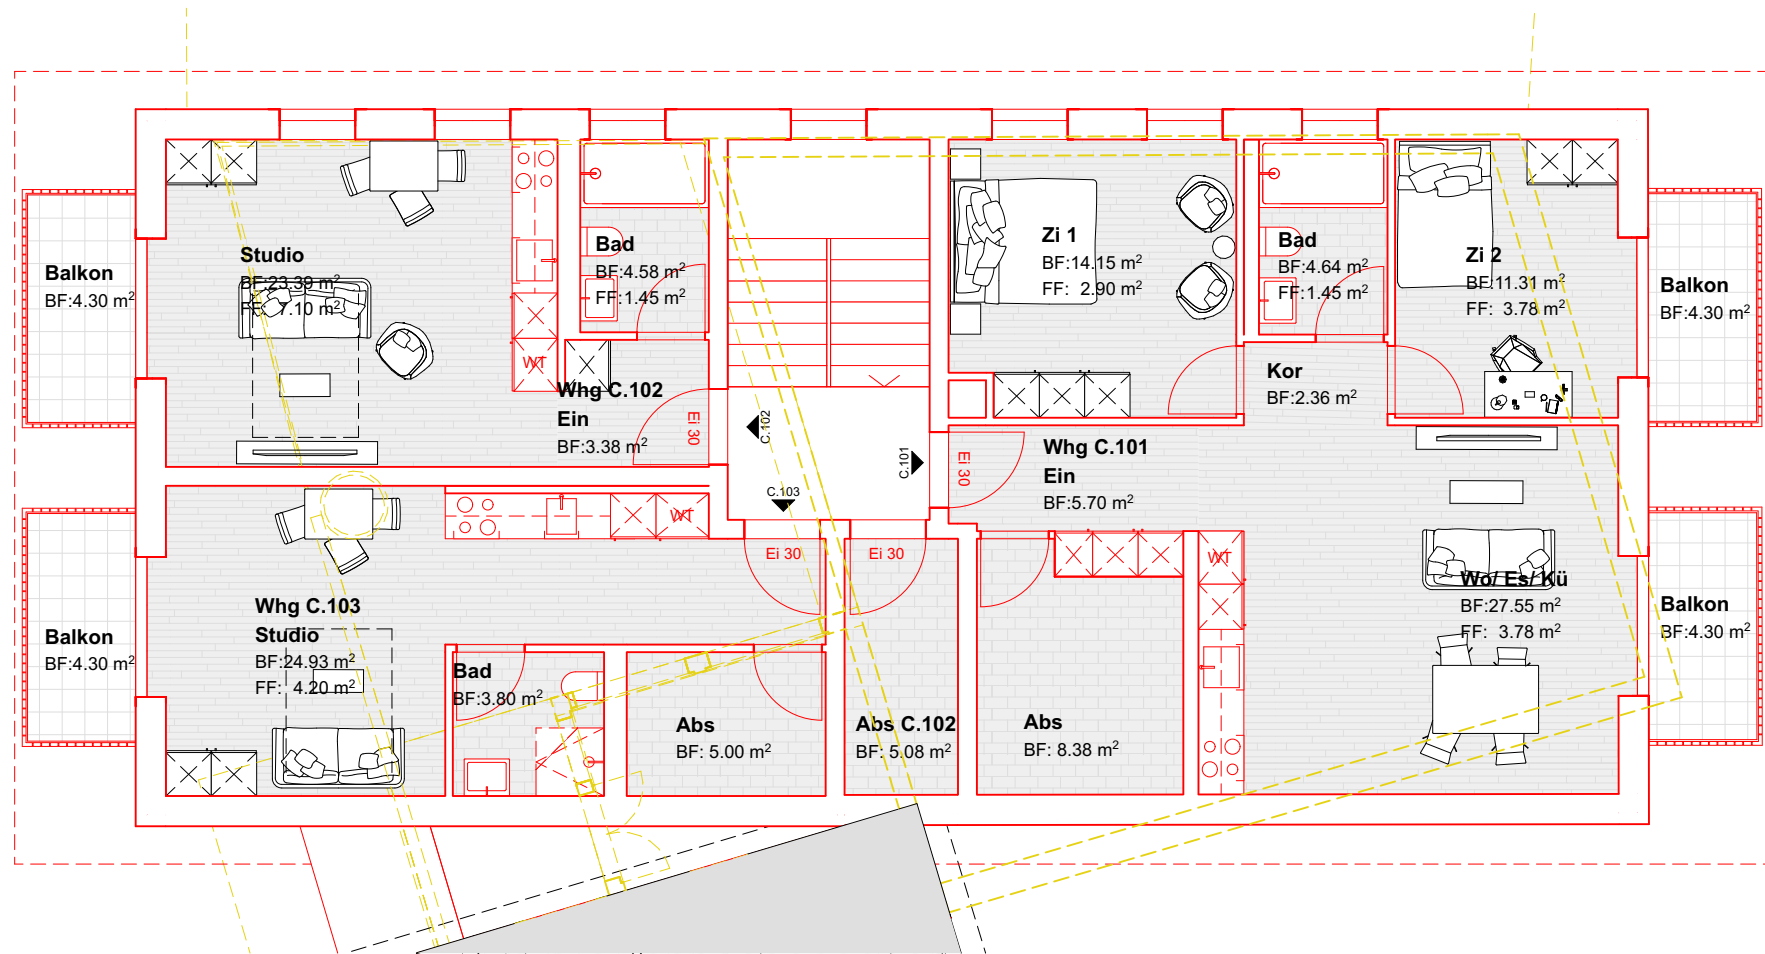 Balkon
BF:4.30 m²
Studio
BF:23.39 m²
FF: 7.10 m²
WT
Bad
BF:4.58 m²
FF:1.45 m²
Whg C.102
Ein
BF:3.38 m²
Ei 30
C.102
C.101
C.103
Zi 1
BF:14.15 m²
FF: 2.90 m²
Bad
BF:4.64 m²
FF:1.45 m²
Zi 2
BF:11.31 m²
FF: 3.78 m²
Balkon
BF:4.30 m²
Kor
BF:2.36 m²
Ei 30
Whg C.101
Ein
BF:5.70 m²
Balkon
BF:4.30 m²
Whg C.103
Studio
BF:24.93 m²
FF: 4.20 m²
WT
Ei 30
Ei 30
Bad
BF:3.80 m²
Abs
BF: 5.00 m²
Abs C.102
BF: 5.08 m²
Abs
BF: 8.38 m²
WT
Wo/ Es/ Kü
BF:27.55 m²
FF: 3.78 m²
Balkon
BF:4.30 m²